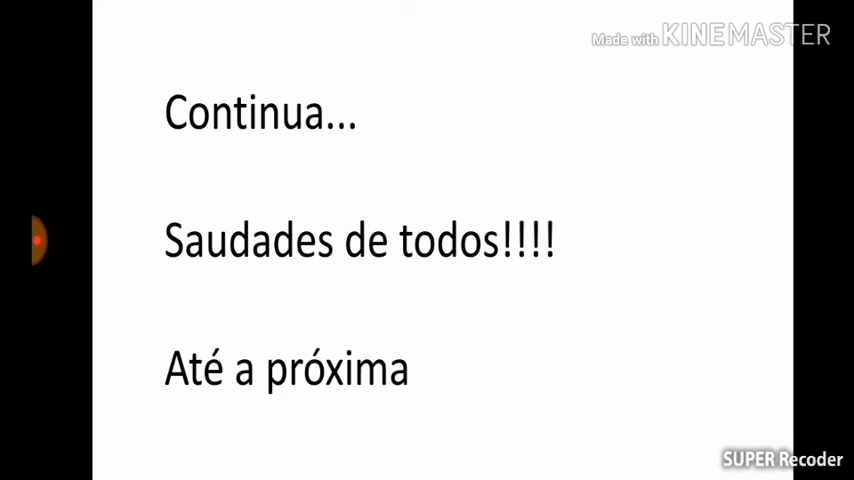 Made with KINEMASTER
Continua...
Saudades de todos!!!!
Até a próxima
SUPER Recoder